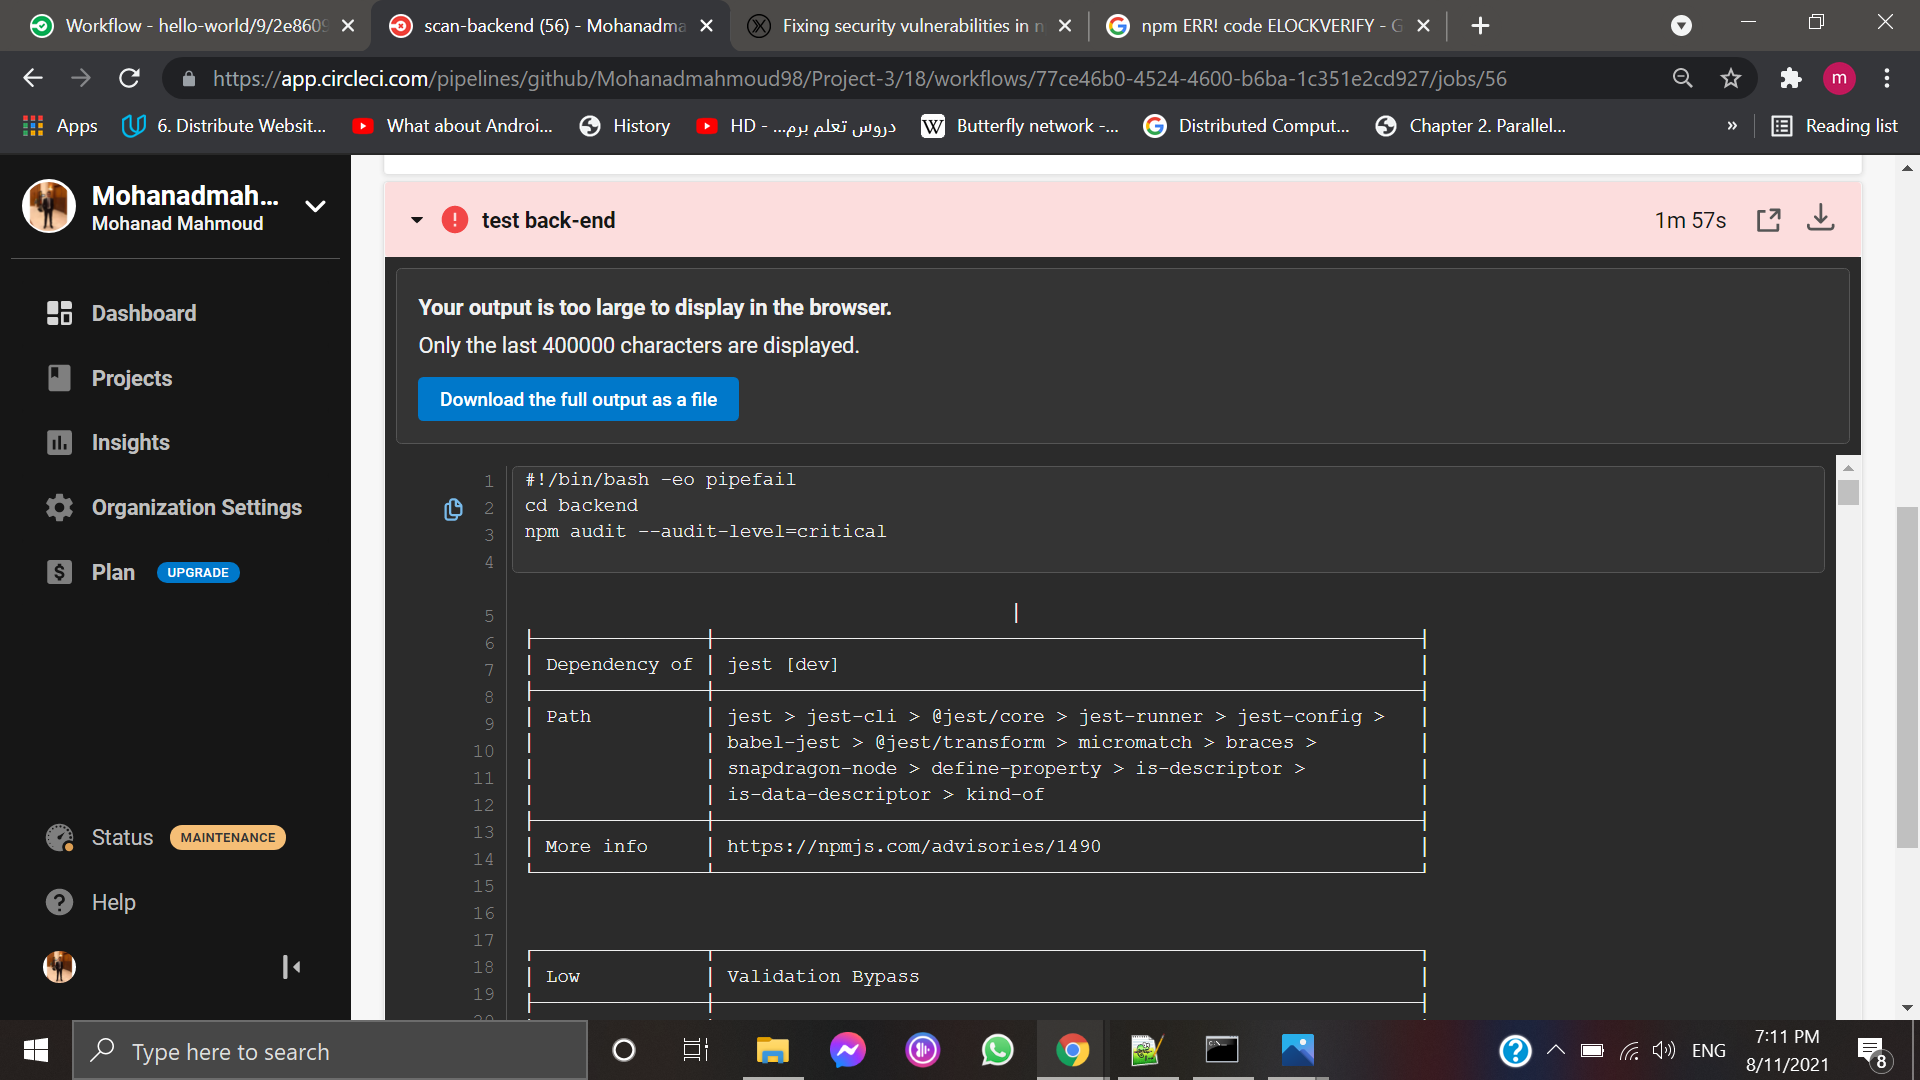 Workflow - hello-world/9/2e8609
scan-backend (56) - Mohanadma
Fixing security vulnerabilities in n
npm ERR! code ELOCKVERIFY - G
https://app.circleci.com/pipelines/github/Mohanadmahmoud98/Project-3/18/workflows/77ce46b0-4524-4600-b6ba-1c351e2cd927/jobs/56
m
Apps
6. Distribute Websit...
What about Androi...
History
HD - ...دروس تعلم برم
W Butterfly network -...
Distributed Comput...
Chapter 2. Parallel...
»
Reading list
Mohanadmah...
Mohanad Mahmoud
Dashboard
Projects
Insights
Organization Settings
Plan UPGRADE
Status MAINTENANCE
Help
test back-end
1m 57s
Your output is too large to display in the browser.
Only the last 400000 characters are displayed.
Download the full output as a file
1 #!/bin/bash -eo pipefail
2 cd backend
3 npm audit --audit-level=critical
4
5
6
7 Dependency of jest [dev]
8
9 Path jest > jest-cli > @jest/core > jest-runner > jest-config >
10 babel-jest > @jest/transform > micromatch > braces >
11 snapdragon-node > define-property > is-descriptor >
12 is-data-descriptor > kind-of
13
14 More info https://npmjs.com/advisories/1490
15
16
17
18 Low Validation Bypass
19
20
Type here to search
ENG
7:11 PM
8/11/2021
8